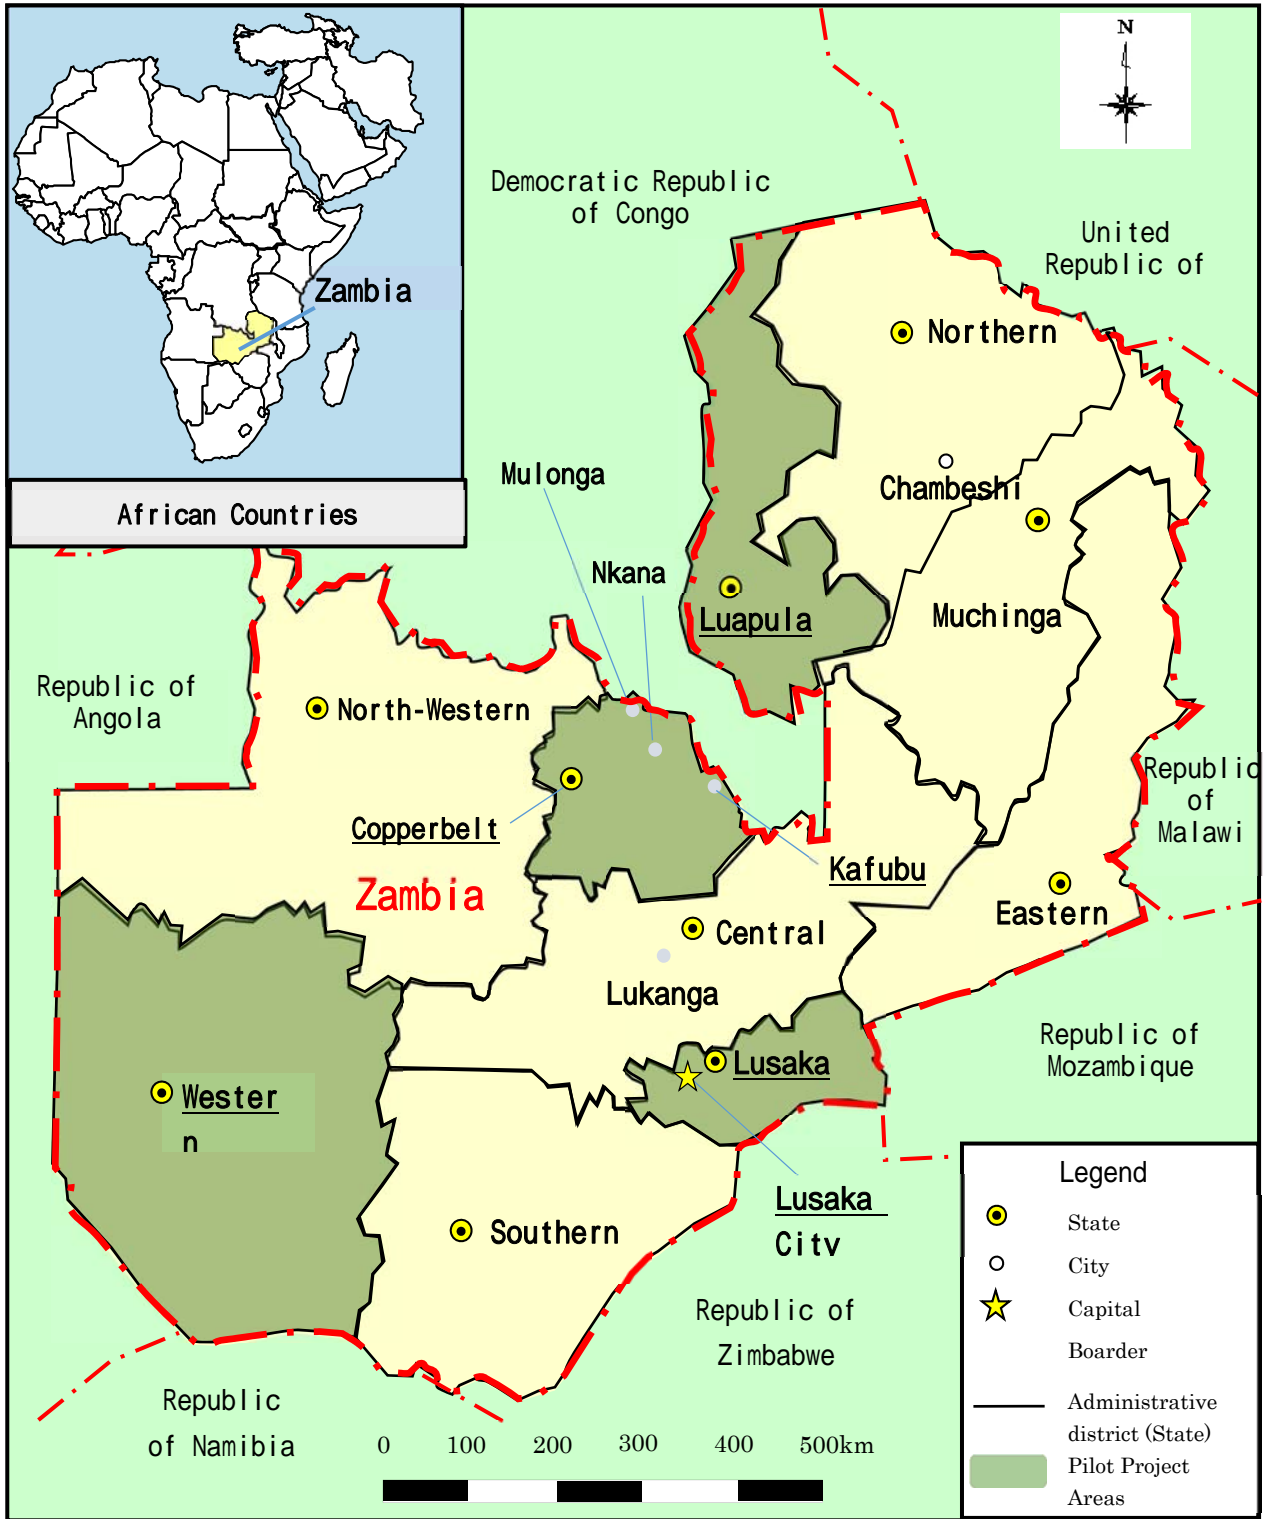 N
Democratic Republic
of Congo
United
Republic of
Zambia
Northern
Mulonga
Chambeshi
African Countries
Nkana
Luapula
Muchinga
Republic of
Angola
North-Western
Republic
of
Malawi
Copperbelt
Kafubu
Zambia
Eastern
Central
Lukanga
Republic of
Mozambique
Lusaka
Wester
n
Legend
Lusaka
City
Southern
State
City
Republic of
Zimbabwe
Capital
Boarder
Republic
of Namibia
Administrative
district (State)
0 100 200 300 400 500km
Pilot Project
Areas